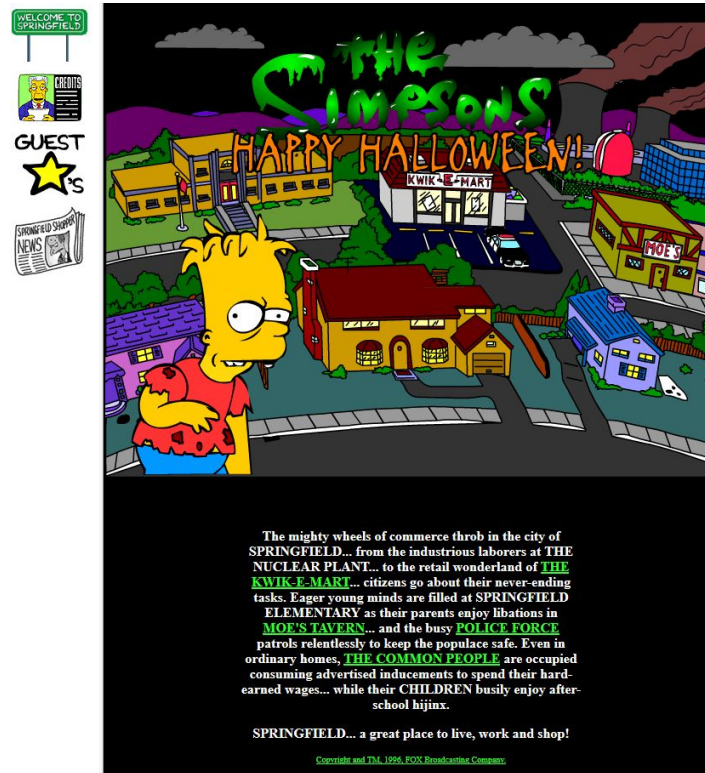 WELCOME TO
SPRINGFIELD
CREDITS
GUEST
'S
SPRINGFIELD SHOPPER
NEWS
THE
SIMPSONS
HAPPY HALLOWEEN!
KWIK-E-MART
MOE'S
The mighty wheels of commerce throb in the city of
SPRINGFIELD... from the industrious laborers at THE
NUCLEAR PLANT... to the retail wonderland of THE
KWIK-E-MART... citizens go about their never-ending
tasks. Eager young minds are filled at SPRINGFIELD
ELEMENTARY as their parents enjoy libations in
MOE'S TAVERN... and the busy POLICE FORCE
patrols relentlessly to keep the populace safe. Even in
ordinary homes, THE COMMON PEOPLE are occupied
consuming advertised inducements to spend their hard-
earned wages... while their CHILDREN busily enjoy after-
school hijinx.
SPRINGFIELD... a great place to live, work and shop!
Copyright and TM, 1996, FOX Broadcasting Company.